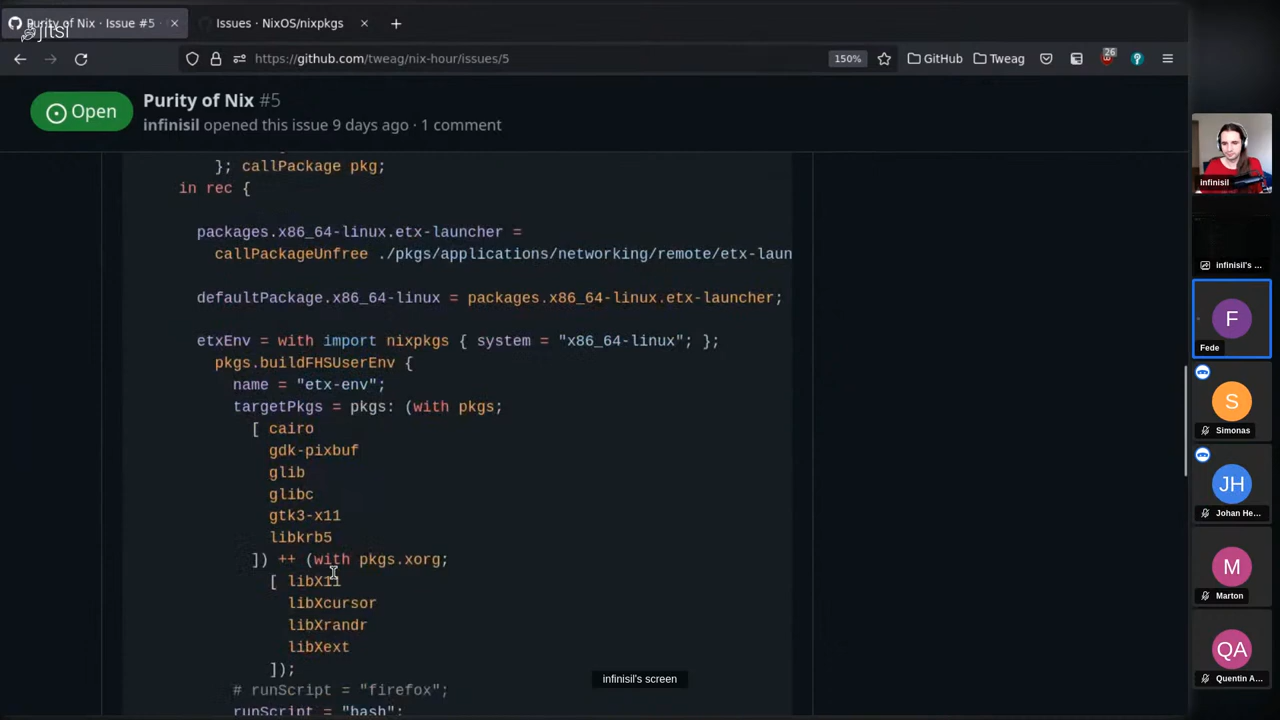 Purity of Nix · Issue #5
Issues · NixOS/nixpkgs
jitsi
https://github.com/tweag/nix-hour/issues/5
150%
GitHub
Tweag
26
Open
Purity of Nix #5
infinisil opened this issue 9 days ago · 1 comment
}; callPackage pkg;
in rec {
packages.x86_64-linux.etx-launcher =
callPackageUnfree ./pkgs/applications/networking/remote/etx-laun
defaultPackage.x86_64-linux = packages.x86_64-linux.etx-launcher;
etxEnv = with import nixpkgs { system = "x86_64-linux"; };
pkgs.buildFHSUserEnv {
name = "etx-env";
targetPkgs = pkgs: (with pkgs;
[ cairo
gdk-pixbuf
glib
glibc
gtk3-x11
libkrb5
]) ++ (with pkgs.xorg;
[ libX11
libXcursor
libXrandr
libXext
]);
# runScript = "firefox";
runScript = "bash";
infinisil's screen
infinisil
infinisil's ...
F
Fede
S
Simonas
JH
Johan He...
M
Marton
QA
Quentin A...